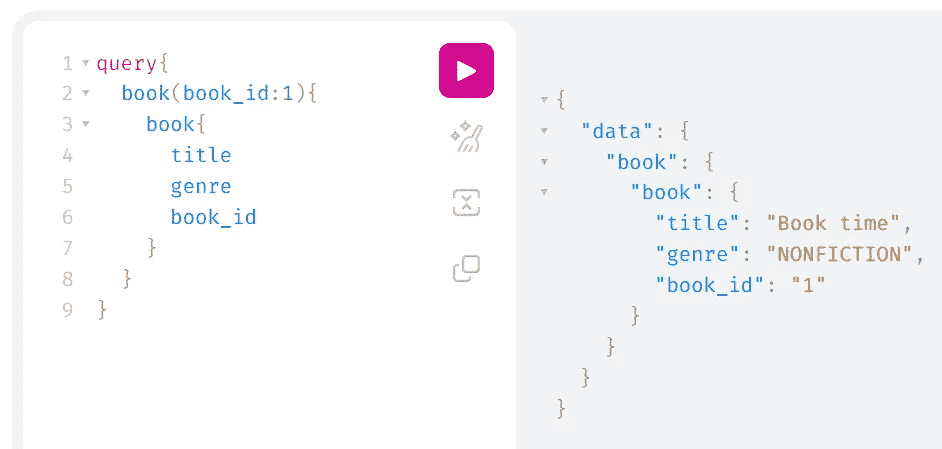 1 query{
2 book(book_id:1){
3 book{
4 title
5 genre
6 book_id
7 }
8 }
9 }
{
"data": {
"book": {
"book": {
"title": "Book time",
"genre": "NONFICTION",
"book_id": "1"
}
}
}
}